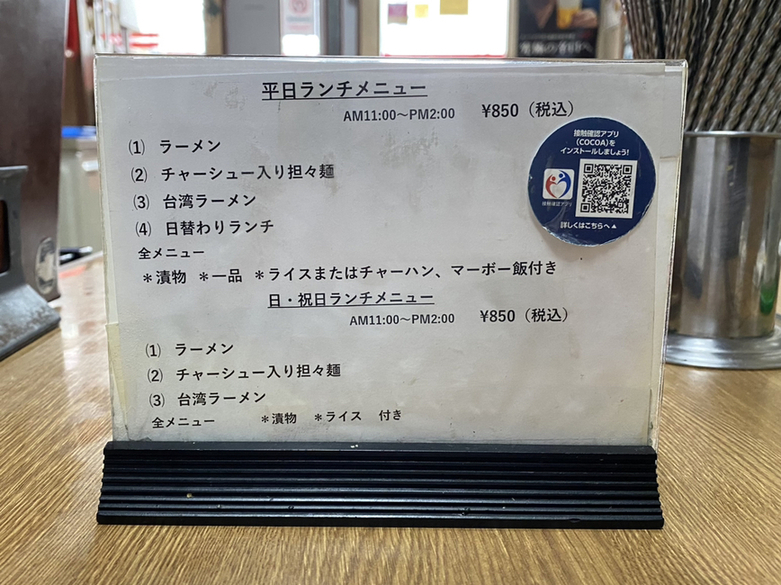 平日ランチメニュー
AM11:00～PM2:00 ¥850（税込）
(1) ラーメン
(2) チャーシュー入り担々麺
(3) 台湾ラーメン
(4) 日替わりランチ
全メニュー
＊漬物 ＊一品 ＊ライスまたはチャーハン、マーボー飯付き
日・祝日ランチメニュー
AM11:00～PM2:00 ¥850（税込）
(1) ラーメン
(2) チャーシュー入り担々麺
(3) 台湾ラーメン
全メニュー ＊漬物 ＊ライス 付き
接触確認アプリ
(COCOA)を
インストールしましょう!
接触確認アプリ
詳しくはこちらへ▲